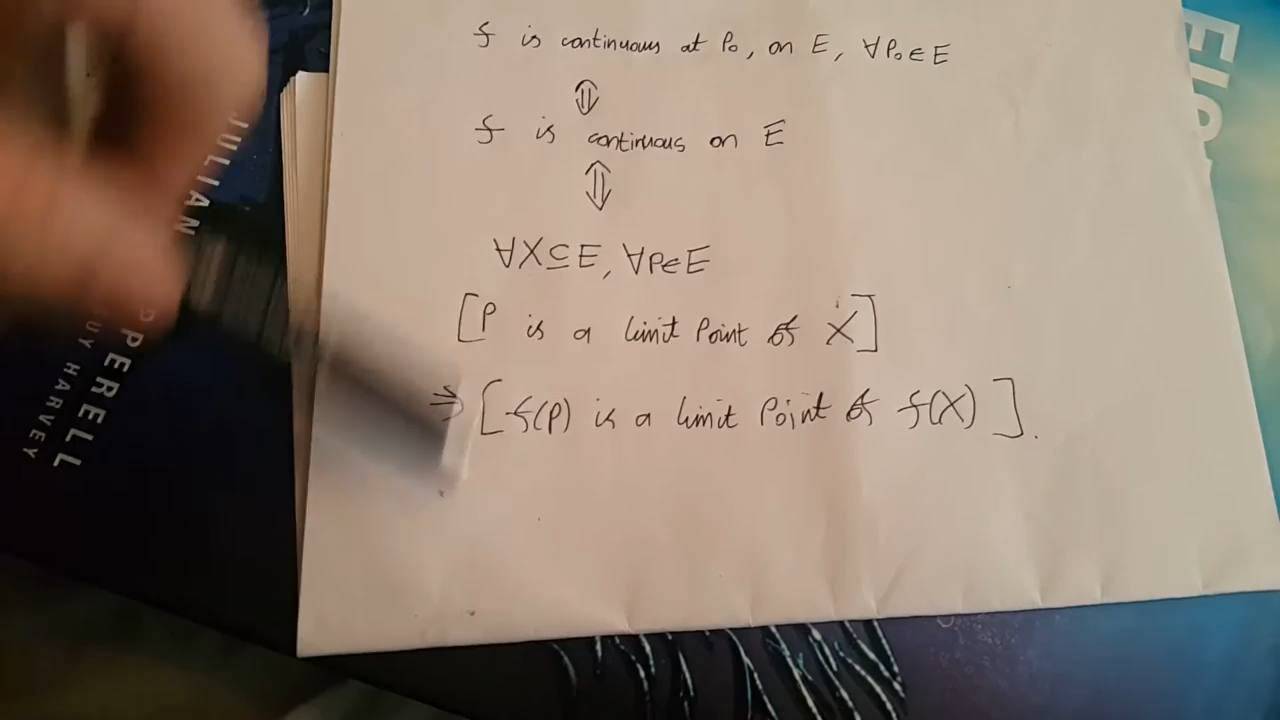 f is continuous at P₀, on E, ∀P₀∈E
⇕
f is continuous on E
⇕
∀X⊆E, ∀P∈E
[P is a limit Point of X]
⇒ [f(P) is a limit Point of f(X)].
JULIAN
PERELL
GUY HARVEY